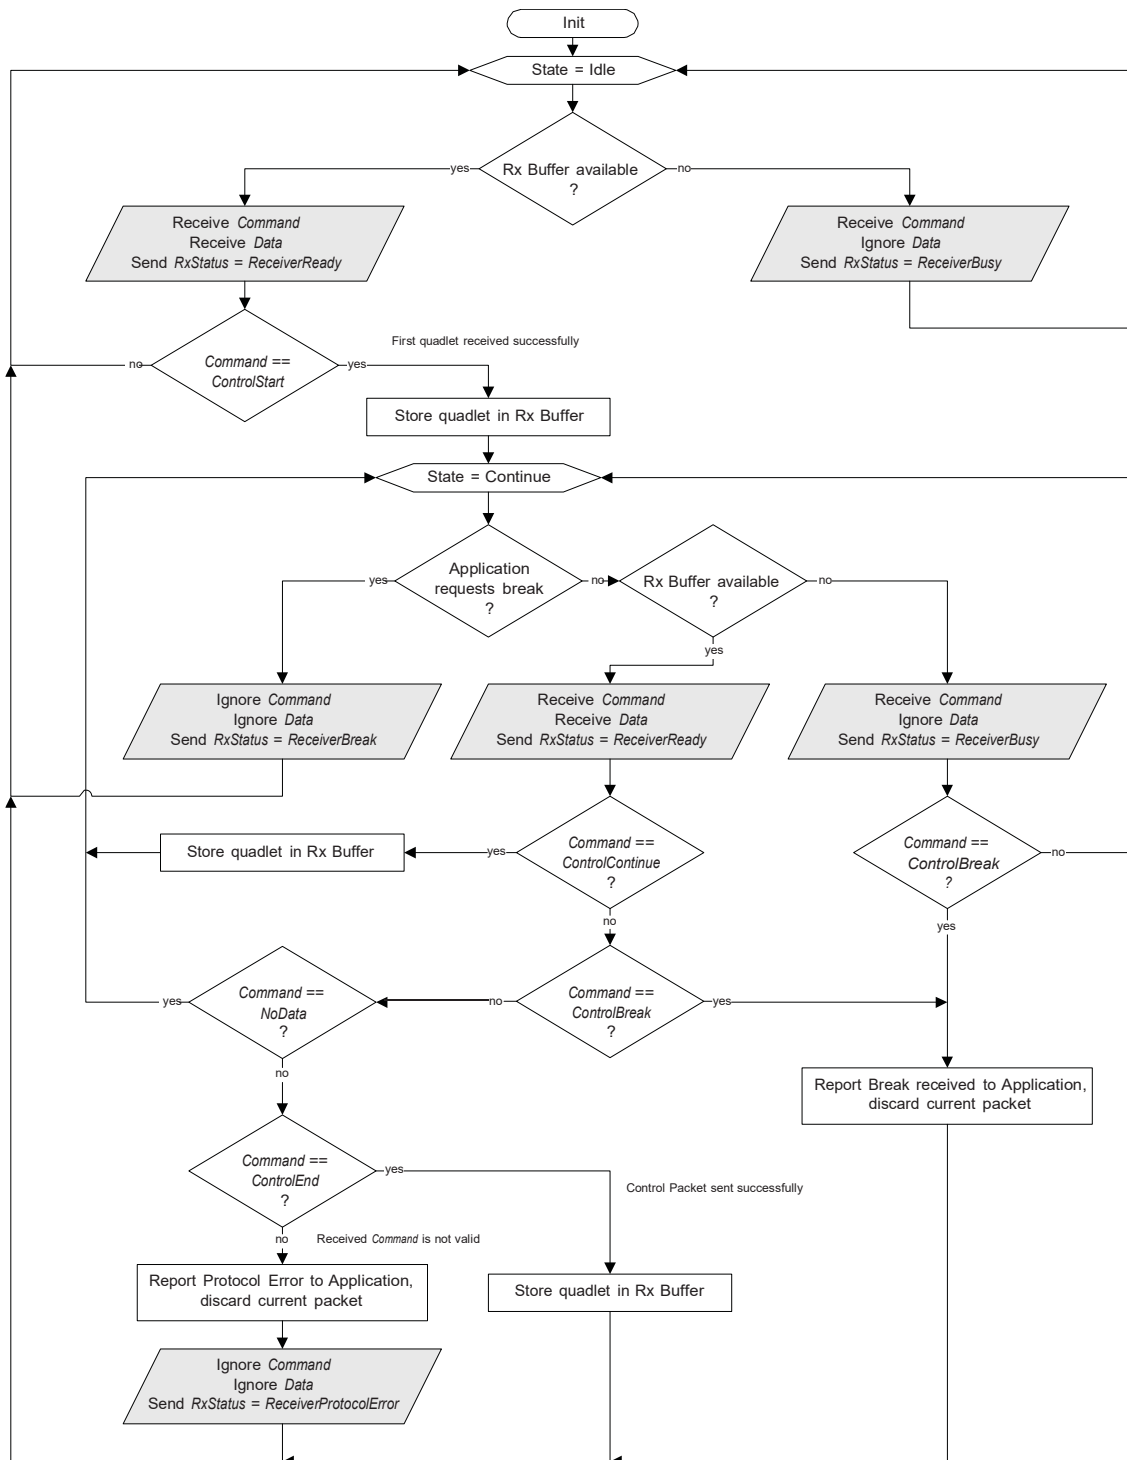 Init
State = Idle
Rx Buffer available
?
yes
no
Receive Command
Receive Data
Send RxStatus = ReceiverReady
Receive Command
Ignore Data
Send RxStatus = ReceiverBusy
Command ==
ControlStart
no
yes
First quadlet received successfully
Store quadlet in Rx Buffer
State = Continue
Application
requests break
?
yes
no
Rx Buffer available
?
no
yes
Ignore Command
Ignore Data
Send RxStatus = ReceiverBreak
Receive Command
Receive Data
Send RxStatus = ReceiverReady
Receive Command
Ignore Data
Send RxStatus = ReceiverBusy
Store quadlet in Rx Buffer
yes
Command ==
ControlContinue
?
no
Command ==
ControlBreak
?
no
yes
yes
Command ==
NoData
?
no
no
Command ==
ControlBreak
?
yes
Report Break received to Application,
discard current packet
Command ==
ControlEnd
?
yes
Control Packet sent successfully
no
Received Command is not valid
Report Protocol Error to Application,
discard current packet
Store quadlet in Rx Buffer
Ignore Command
Ignore Data
Send RxStatus = ReceiverProtocolError